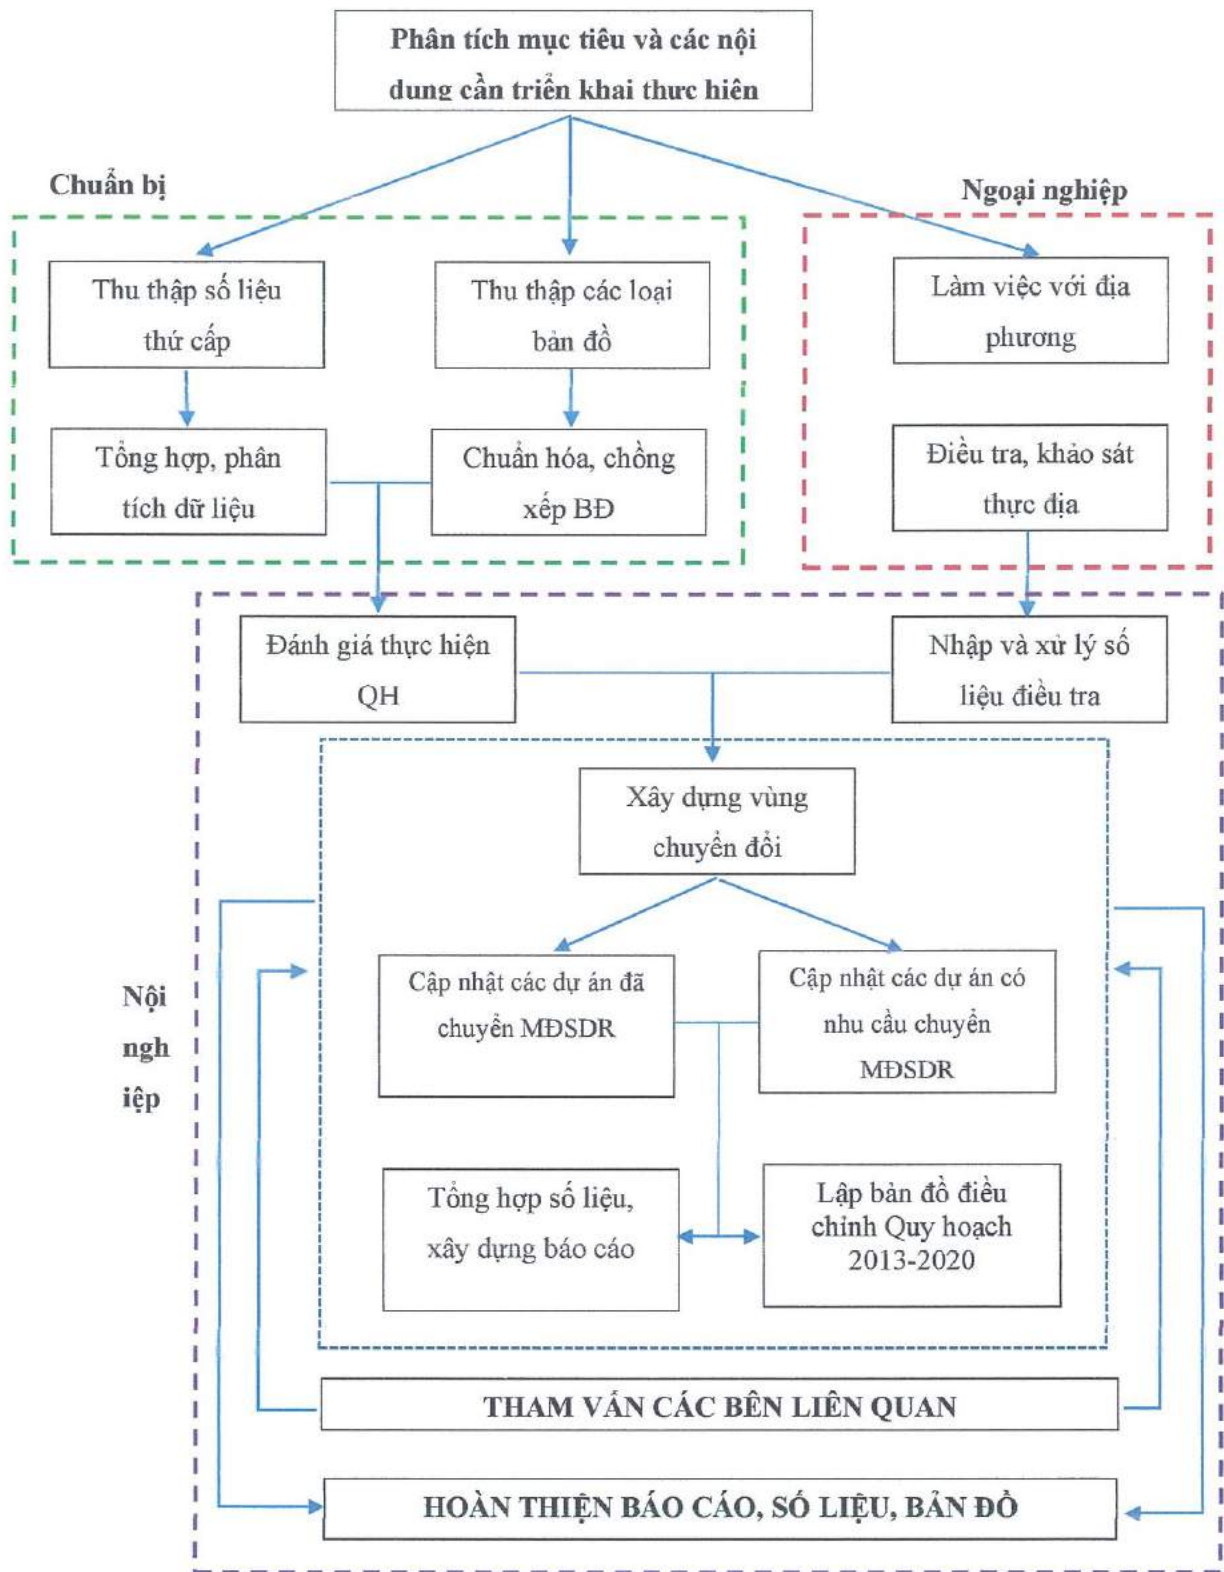 Phân tích mục tiêu và các nội
dung cần triển khai thực hiên
Chuẩn bị
Ngoại nghiệp
Thu thập số liệu
thứ cấp
Thu thập các loại
bản đồ
Làm việc với địa
phương
Tổng hợp, phân
tích dữ liệu
Chuẩn hóa, chồng
xếp BĐ
Điều tra, khảo sát
thực địa
Đánh giá thực hiện
QH
Nhập và xử lý số
liệu điều tra
Xây dựng vùng
chuyển đổi
Nội
ngh
iệp
Cập nhật các dự án đã
chuyển MĐSDR
Cập nhật các dự án có
nhu cầu chuyển
MĐSDR
Tổng hợp số liệu,
xây dựng báo cáo
Lập bản đồ điều
chỉnh Quy hoạch
2013-2020
THAM VẤN CÁC BÊN LIÊN QUAN
HOÀN THIỆN BÁO CÁO, SỐ LIỆU, BẢN ĐỒ